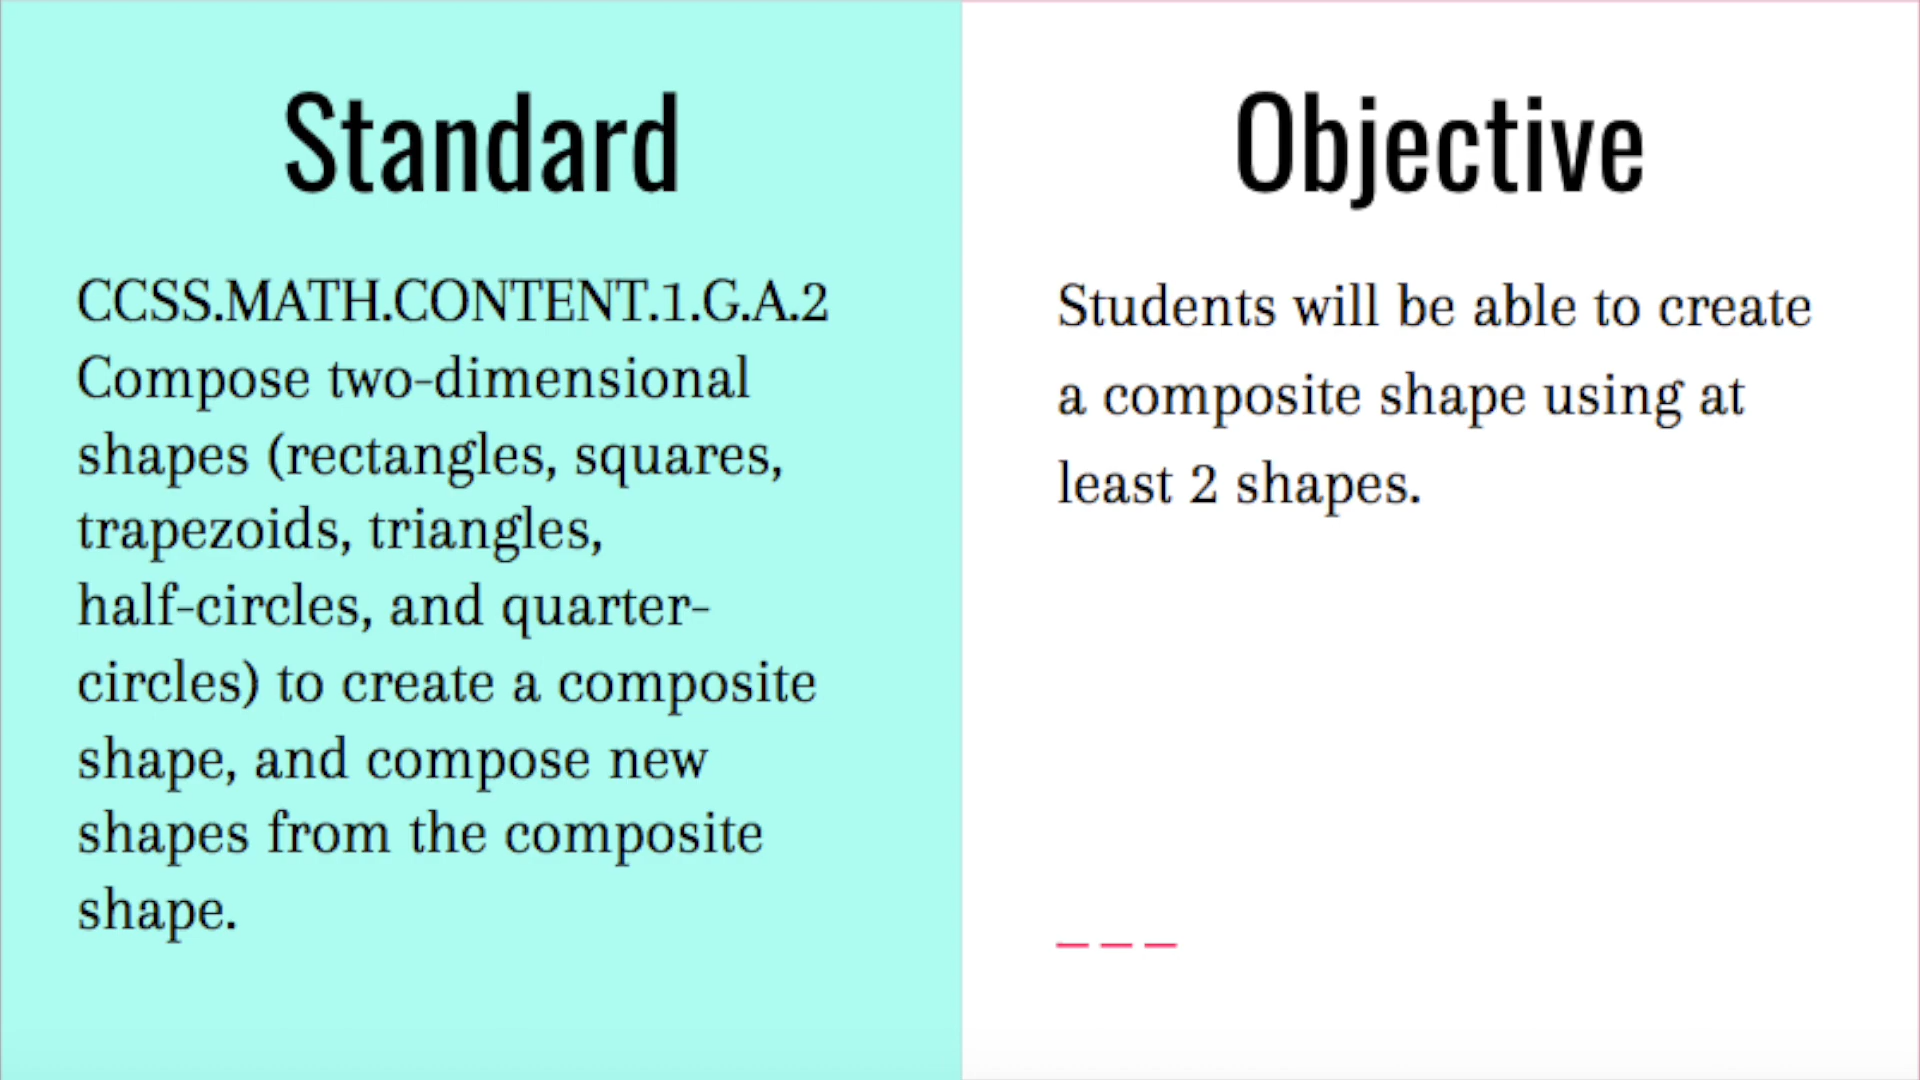 Standard
CCSS.MATH.CONTENT.1.G.A.2
Compose two-dimensional
shapes (rectangles, squares,
trapezoids, triangles,
half-circles, and quarter-
circles) to create a composite
shape, and compose new
shapes from the composite
shape.
Objective
Students will be able to create
a composite shape using at
least 2 shapes.